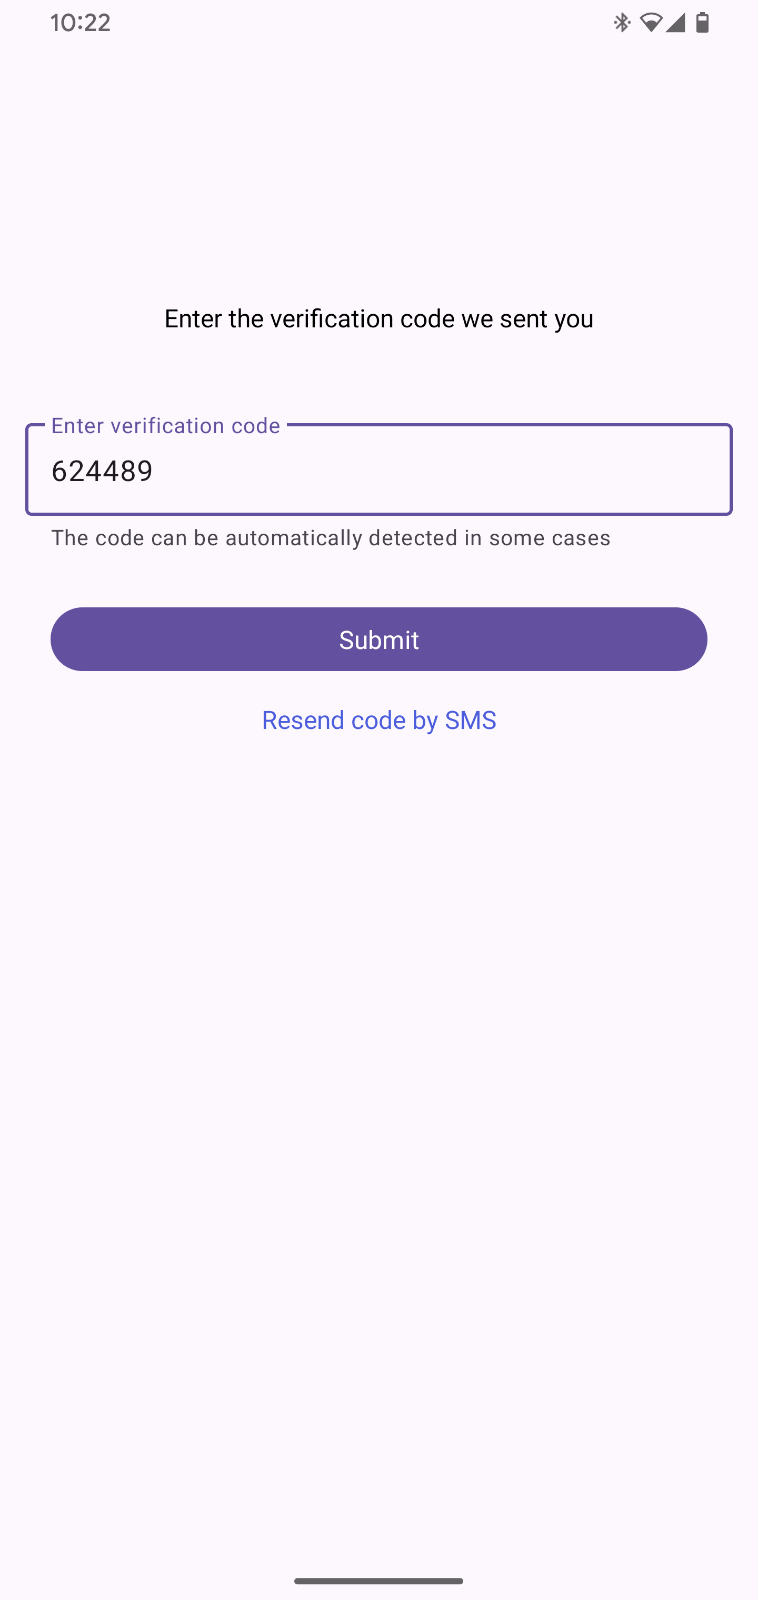 10:22
Enter the verification code we sent you
Enter verification code
624489
The code can be automatically detected in some cases
Submit
Resend code by SMS